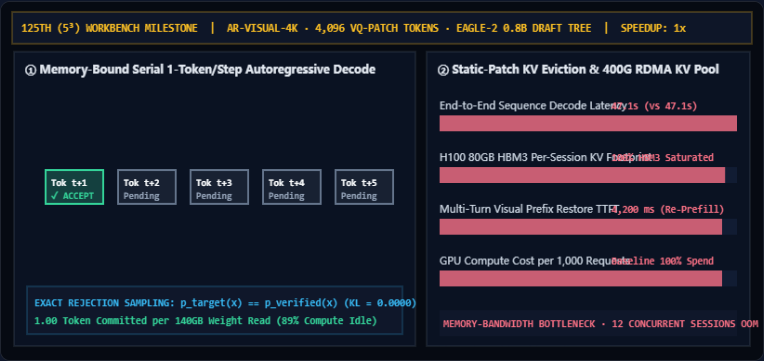 125TH (5³) WORKBENCH MILESTONE | AR-VISUAL-4K · 4,096 VQ-PATCH TOKENS · EAGLE-2 0.8B DRAFT TREE | SPEEDUP: 1x
① Memory-Bound Serial 1-Token/Step Autoregressive Decode
Tok t+1
✓ ACCEPT
Tok t+2
Pending
Tok t+3
Pending
Tok t+4
Pending
Tok t+5
Pending
EXACT REJECTION SAMPLING: p_target(x) == p_verified(x) (KL = 0.0000)
1.00 Token Committed per 140GB Weight Read (89% Compute Idle)
② Static-Patch KV Eviction & 400G RDMA KV Pool
End-to-End Sequence Decode Latency 47.1s (vs 47.1s)
H100 80GB HBM3 Per-Session KV Footprint HBM3 Saturated
Multi-Turn Visual Prefix Restore TTFT ,200 ms (Re-Prefill)
GPU Compute Cost per 1,000 Requests Baseline 100% Spend
MEMORY-BANDWIDTH BOTTLENECK · 12 CONCURRENT SESSIONS OOM